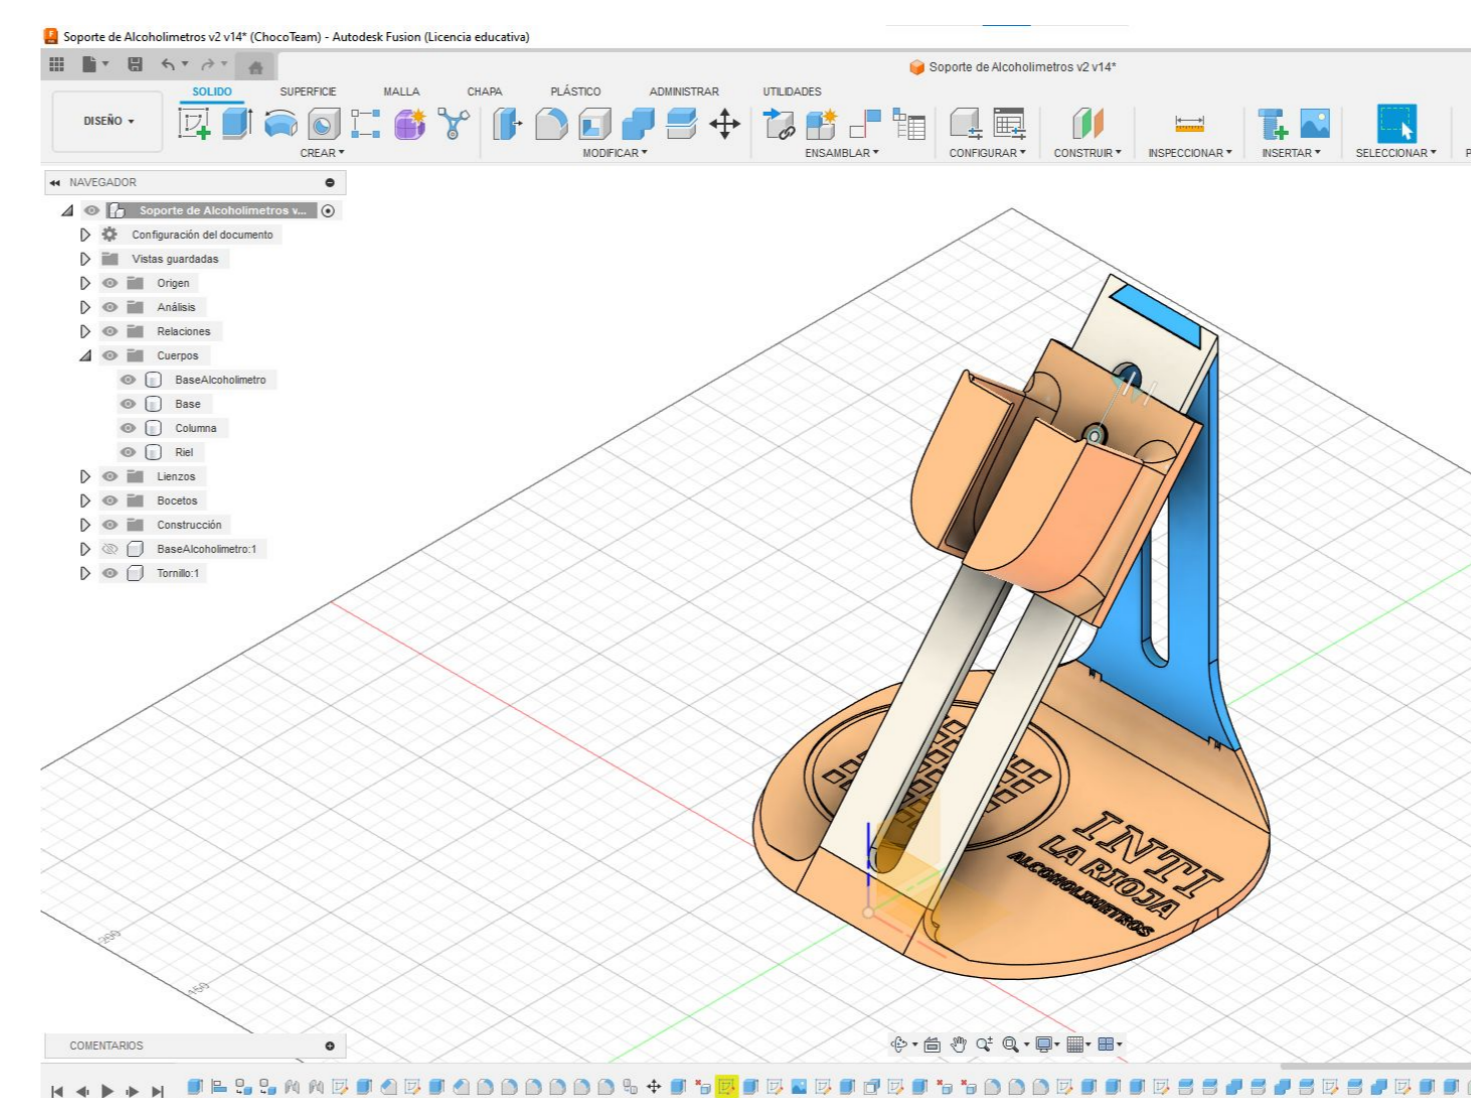 Soporte de Alcoholimetros v2 v14* (ChocoTeam) - Autodesk Fusion (Licencia educativa)
Soporte de Alcoholimetros v2 v14*
SOLIDO SUPERFICIE MALLA CHAPA PLÁSTICO ADMINISTRAR UTILIDADES
DISEÑO
CREAR MODIFICAR ENSAMBLAR CONFIGURAR CONSTRUIR INSPECCIONAR INSERTAR SELECCIONAR
NAVEGADOR
Soporte de Alcoholimetros v...
Configuración del documento
Vistas guardadas
Origen
Análisis
Relaciones
Cuerpos
BaseAlcoholimetro
Base
Columna
Riel
Lienzos
Bocetos
Construcción
BaseAlcoholimetro:1
Tornillo:1
INTI
LA RIOJA
ALCOHOLIMETROS
200
150
COMENTARIOS